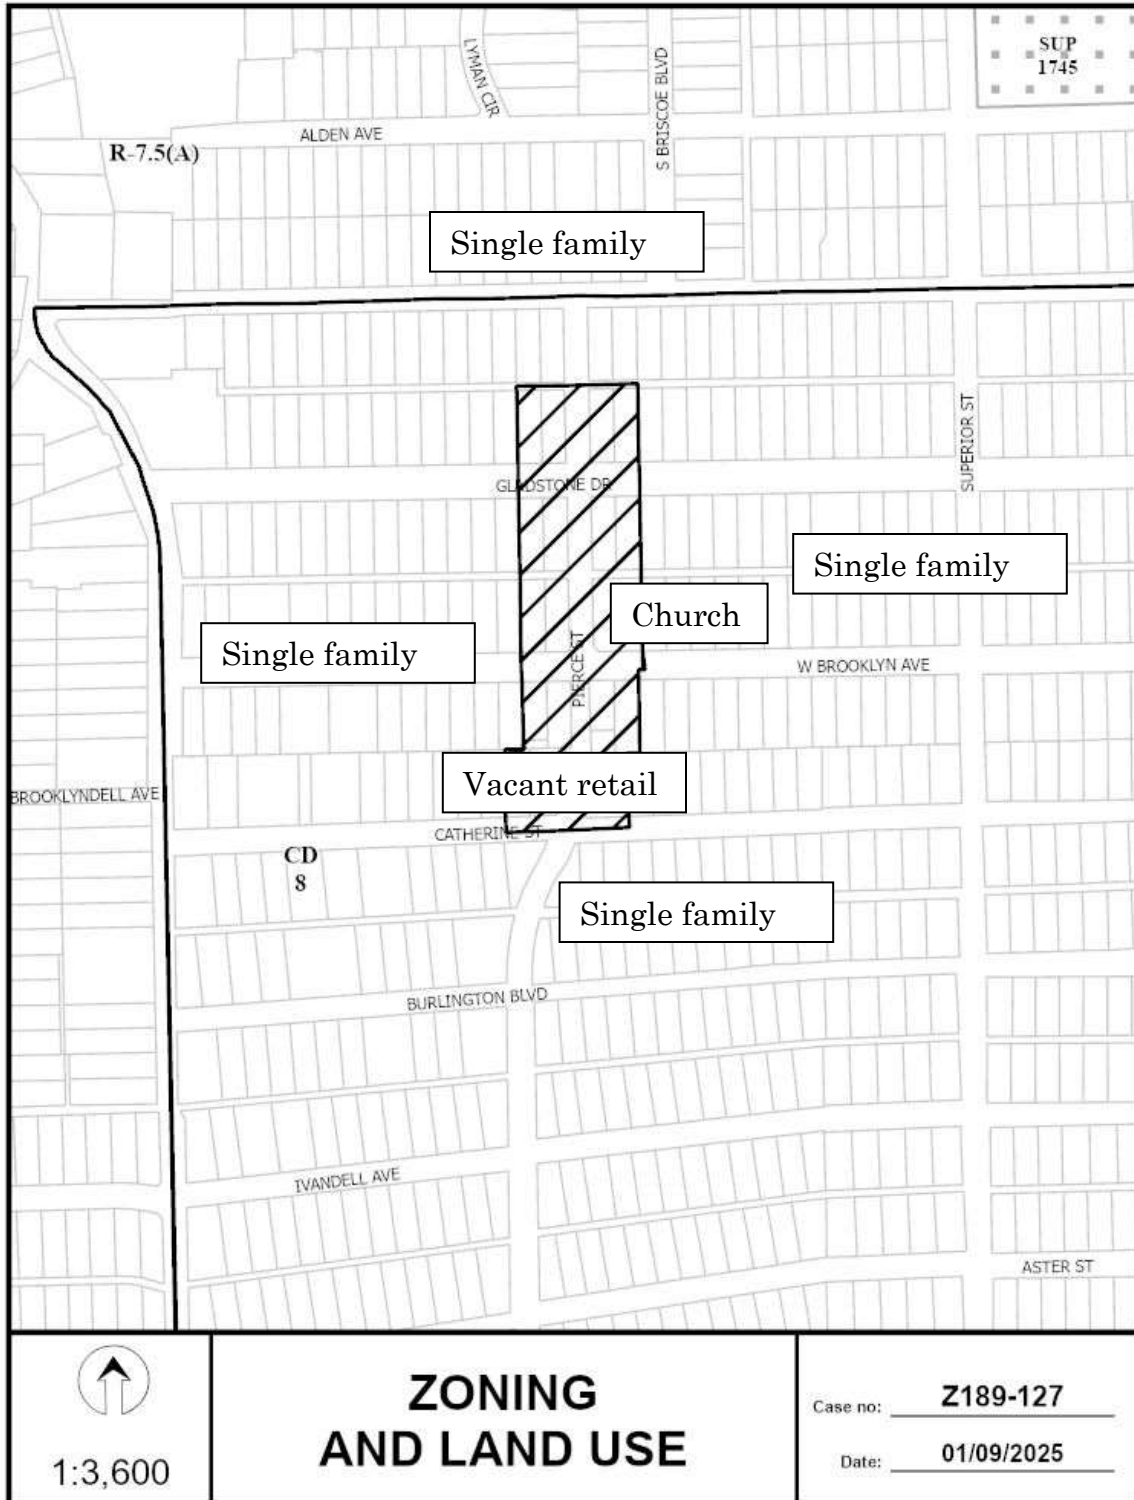 SUP
1745
LYMAN CIR
S BRISCOE BLVD
ALDEN AVE
R-7.5(A)
Single family
SUPERIOR ST
GLADSTONE DR
Single family
Church
Single family
PIERCE ST
W BROOKLYN AVE
Vacant retail
BROOKLYNDELL AVE
CATHERINE ST
CD
8
Single family
BURLINGTON BLVD
IVANDELL AVE
ASTER ST
1:3,600
ZONING
AND LAND USE
Case no: Z189-127
Date: 01/09/2025